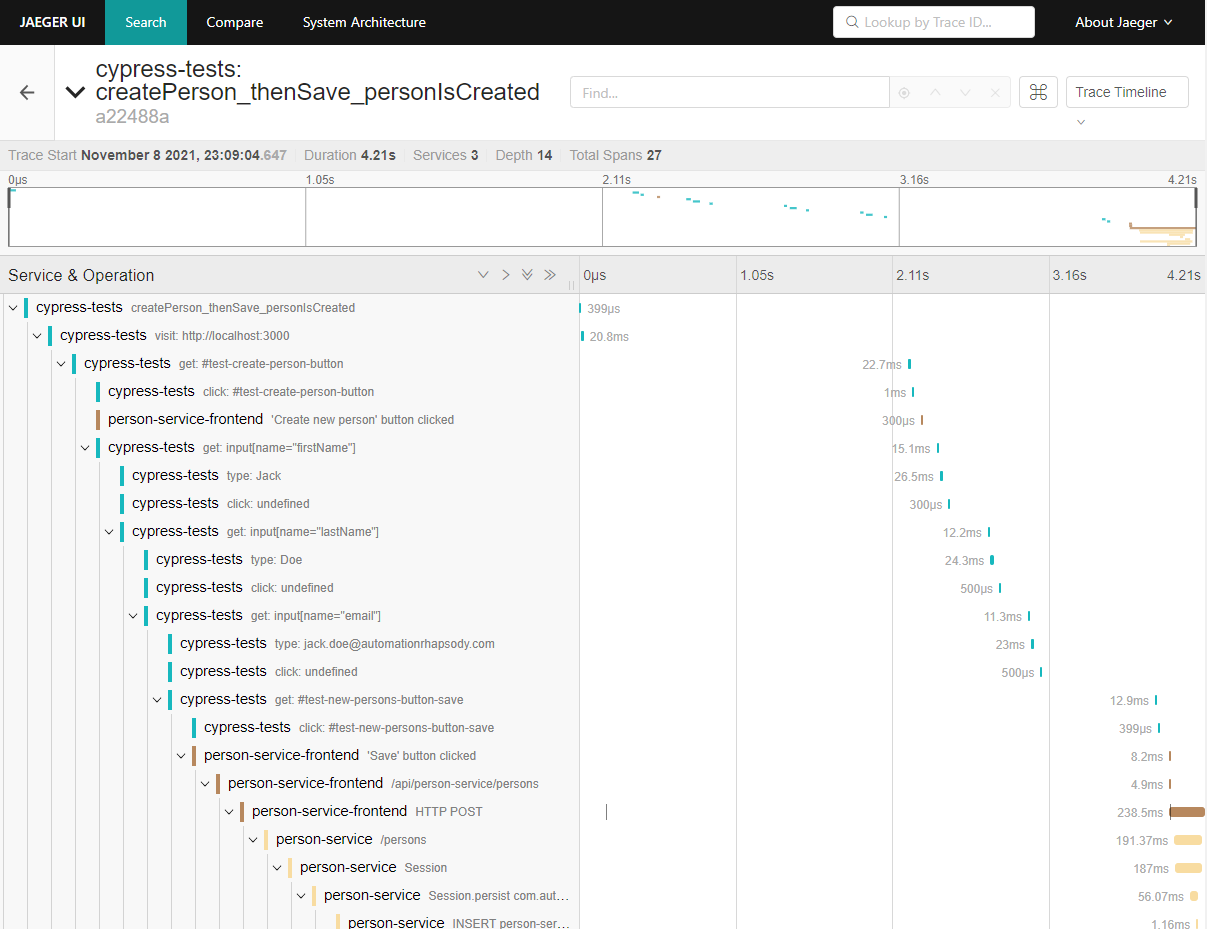 JAEGER UI Search Compare System Architecture Lookup by Trace ID... About Jaeger
cypress-tests:
createPerson_thenSave_personIsCreated
a22488a
Find... Trace Timeline
Trace Start November 8 2021, 23:09:04.647 Duration 4.21s Services 3 Depth 14 Total Spans 27
0μs 1.05s 2.11s 3.16s 4.21s
Service & Operation 0μs 1.05s 2.11s 3.16s 4.21s
cypress-tests createPerson_thenSave_personIsCreated 399μs
cypress-tests visit: http://localhost:3000 20.8ms
cypress-tests get: #test-create-person-button 22.7ms
cypress-tests click: #test-create-person-button 1ms
person-service-frontend 'Create new person' button clicked 300μs
cypress-tests get: input[name="firstName"] 15.1ms
cypress-tests type: Jack 26.5ms
cypress-tests click: undefined 300μs
cypress-tests get: input[name="lastName"] 12.2ms
cypress-tests type: Doe 24.3ms
cypress-tests click: undefined 500μs
cypress-tests get: input[name="email"] 11.3ms
cypress-tests type: jack.doe@automationrhapsody.com 23ms
cypress-tests click: undefined 500μs
cypress-tests get: #test-new-persons-button-save 12.9ms
cypress-tests click: #test-new-persons-button-save 399μs
person-service-frontend 'Save' button clicked 8.2ms
person-service-frontend /api/person-service/persons 4.9ms
person-service-frontend HTTP POST 238.5ms
person-service /persons 191.37ms
person-service Session 187ms
person-service Session.persist com.aut... 56.07ms
person-service INSERT person-ser... 1.16ms